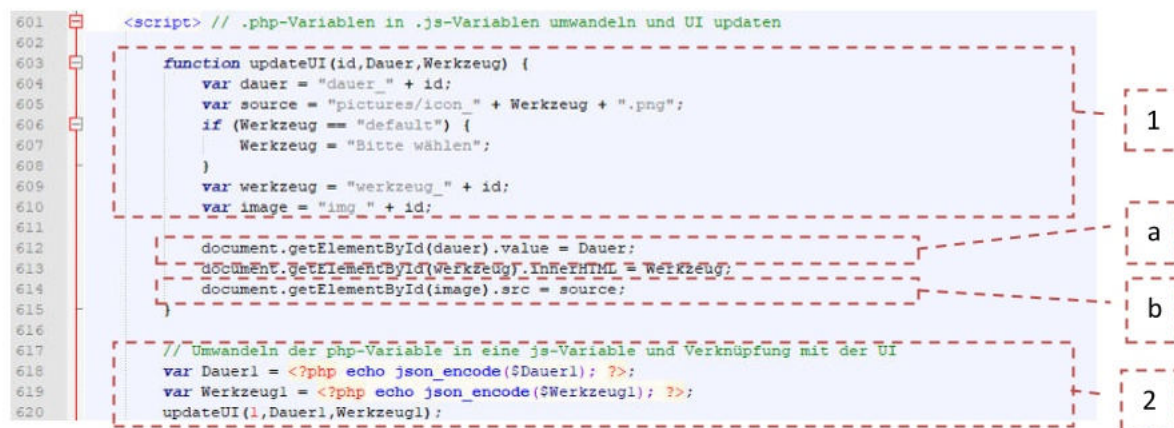 601 <script> // .php-Variablen in .js-Variablen umwandeln und UI updaten
602
603 function updateUI(id,Dauer,Werkzeug) {
604 var dauer = "dauer_" + id;
605 var source = "pictures/icon_" + Werkzeug + ".png";
606 if (Werkzeug == "default") {
607 Werkzeug = "Bitte wählen";
608 }
609 var werkzeug = "werkzeug_" + id;
610 var image = "img_" + id;
1
611
612 document.getElementById(dauer).value = Dauer;
a
613 document.getElementById(werkzeug).innerHTML = Werkzeug;
614 document.getElementById(image).src = source;
b
615 }
616
617 // Umwandeln der php-Variable in eine js-Variable und Verknüpfung mit der UI
618 var Dauer1 = <?php echo json_encode($Dauer1); ?>;
619 var Werkzeug1 = <?php echo json_encode($Werkzeug1); ?>;
620 updateUI(1,Dauer1,Werkzeug1);
2